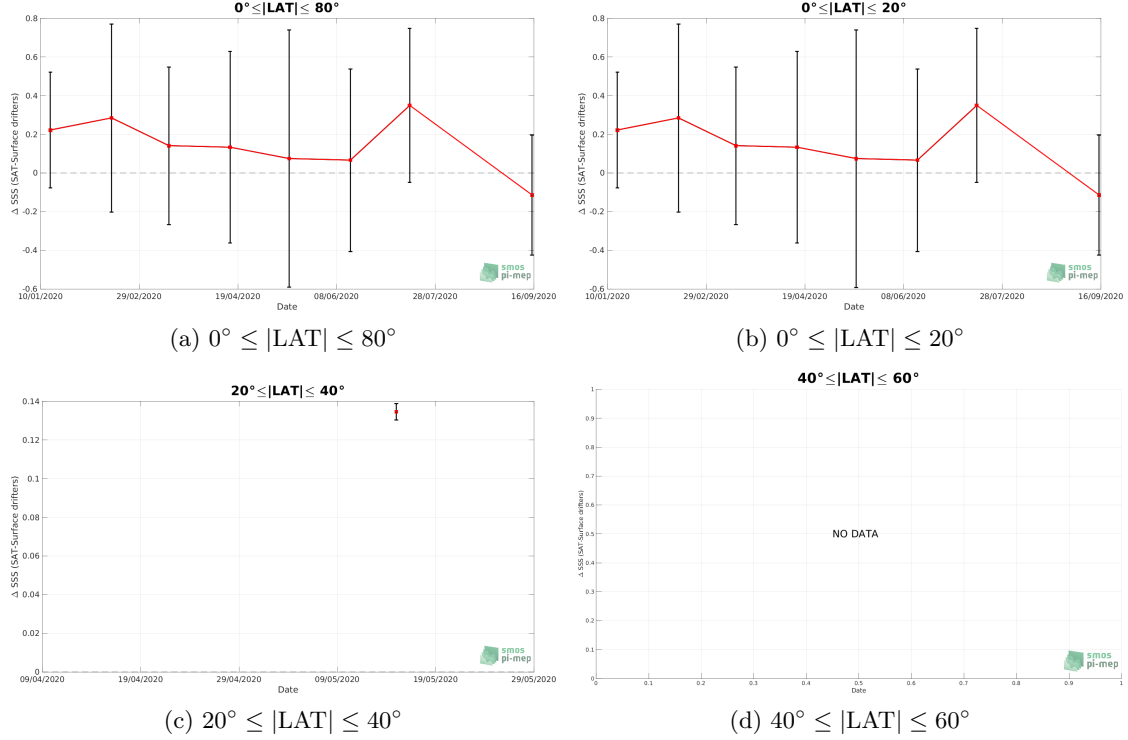 0°≤|LAT|≤ 80°
0.8
0.6
0.4
0.2
0
-0.2
-0.4
-0.6
Δ SSS (SAT-Surface drifters)
10/01/2020 29/02/2020 19/04/2020 08/06/2020 28/07/2020 16/09/2020
Date
smos
pi-mep
(a) 0° ≤ |LAT| ≤ 80°
0°≤|LAT|≤ 20°
0.8
0.6
0.4
0.2
0
-0.2
-0.4
-0.6
Δ SSS (SAT-Surface drifters)
10/01/2020 29/02/2020 19/04/2020 08/06/2020 28/07/2020 16/09/2020
Date
smos
pi-mep
(b) 0° ≤ |LAT| ≤ 20°
20°≤|LAT|≤ 40°
0.14
0.12
0.1
0.08
0.06
0.04
0.02
0
Δ SSS (SAT-Surface drifters)
09/04/2020 19/04/2020 29/04/2020 09/05/2020 19/05/2020 29/05/2020
Date
smos
pi-mep
(c) 20° ≤ |LAT| ≤ 40°
40°≤|LAT|≤ 60°
1
0.9
0.8
0.7
0.6
0.5
0.4
0.3
0.2
0.1
0
Δ SSS (SAT-Surface drifters)
NO DATA
0 0.1 0.2 0.3 0.4 0.5 0.6 0.7 0.8 0.9 1
Date
smos
pi-mep
(d) 40° ≤ |LAT| ≤ 60°